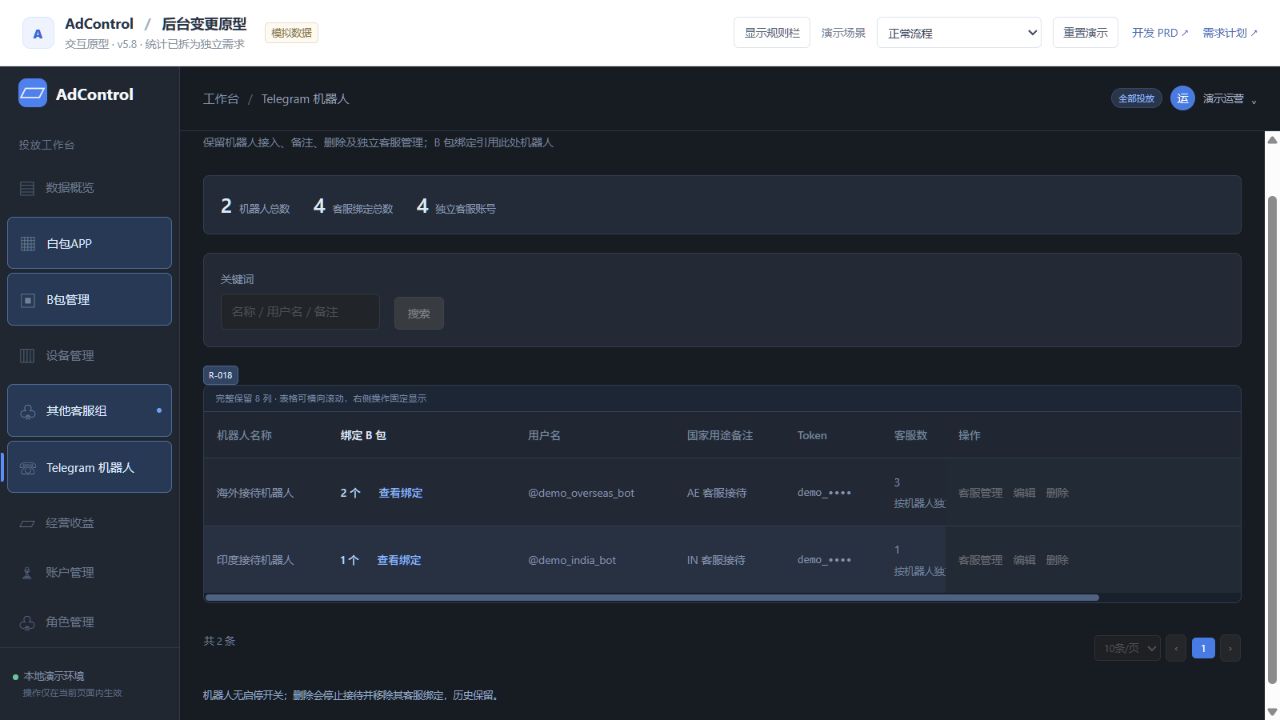 A
AdControl / 后台变更原型
交互原型 · v5.8 · 统计已拆为独立需求
模拟数据
显示规则栏
演示场景
正常流程
重置演示
开发 PRD ↗
需求计划 ↗
AdControl
工作台 / Telegram 机器人
全部投放
运
演示运营
投放工作台
数据概览
白包APP
B包管理
设备管理
其他客服组
Telegram 机器人
经营收益
账户管理
角色管理
本地演示环境
操作仅在当前页面内生效
保留机器人接入、备注、删除及独立客服管理；B 包绑定引用此处机器人
2 机器人总数 4 客服绑定总数 4 独立客服账号
关键词
名称 / 用户名 / 备注
搜索
R-018
完整保留 8 列 · 表格可横向滚动，右侧操作固定显示
机器人名称 绑定 B 包 用户名 国家用途备注 Token 客服数 操作
海外接待机器人 2 个 查看绑定 @demo_overseas_bot AE 客服接待 demo_•••• 3 客服管理 编辑 删除
按机器人独
印度接待机器人 1 个 查看绑定 @demo_india_bot IN 客服接待 demo_•••• 1 客服管理 编辑 删除
按机器人独
共 2 条
10条/页
‹ 1 ›
机器人无启停开关；删除会停止接待并移除其客服绑定，历史保留。